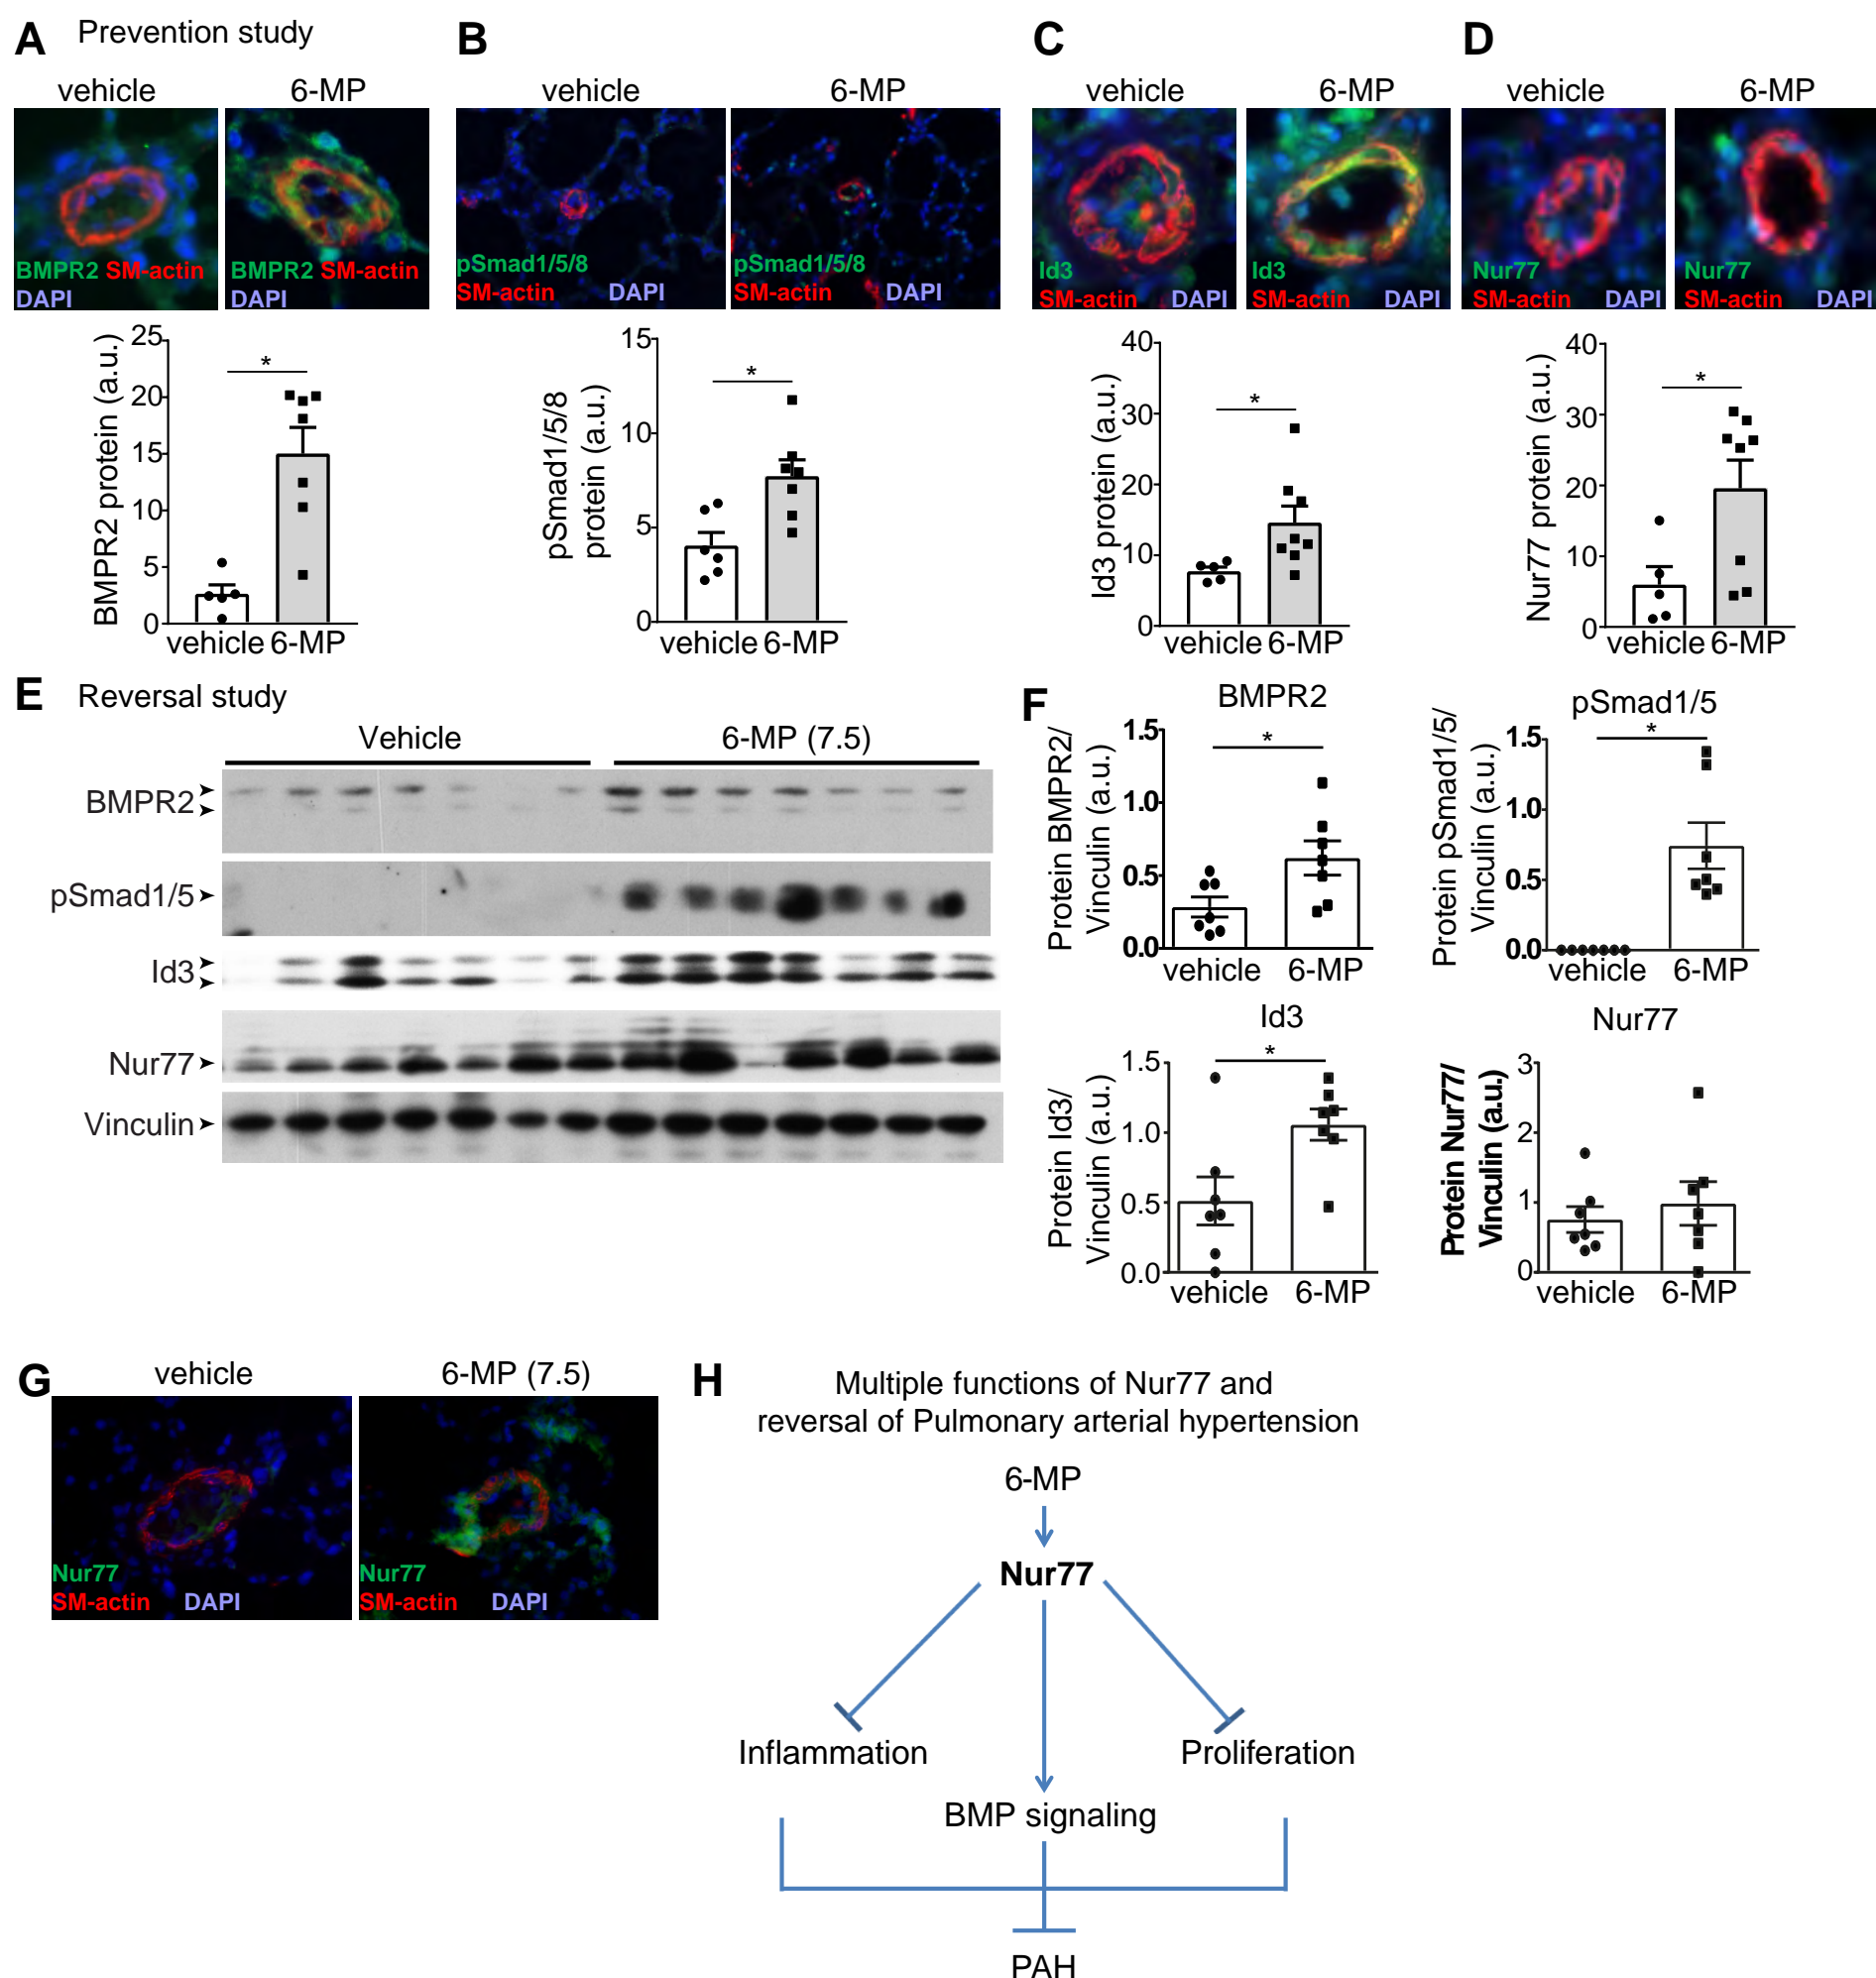 A Prevention study
B
C
D
vehicle 6-MP
vehicle 6-MP
vehicle 6-MP
vehicle 6-MP
BMPR2 SM-actin
DAPI
BMPR2 SM-actin
DAPI
pSmad1/5/8
SM-actin DAPI
pSmad1/5/8
SM-actin DAPI
Id3
SM-actin DAPI
Id3
SM-actin DAPI
Nur77
SM-actin DAPI
Nur77
SM-actin DAPI
BMPR2 protein (a.u.)
25
20
15
10
5
0
*
vehicle 6-MP
pSmad1/5/8
protein (a.u.)
15
10
5
0
*
vehicle 6-MP
Id3 protein (a.u.)
40
30
20
10
0
*
vehicle 6-MP
Nur77 protein (a.u.)
40
30
20
10
0
*
vehicle 6-MP
E Reversal study
Vehicle 6-MP (7.5)
BMPR2
pSmad1/5
Id3
Nur77
Vinculin
F
BMPR2
Protein BMPR2/
Vinculin (a.u.)
1.5
1.0
0.5
0.0
*
vehicle 6-MP
pSmad1/5
Protein pSmad1/5/
Vinculin (a.u.)
1.5
1.0
0.5
0.0
*
vehicle 6-MP
Id3
Protein Id3/
Vinculin (a.u.)
1.5
1.0
0.5
0.0
*
vehicle 6-MP
Nur77
Protein Nur77/
Vinculin (a.u.)
3
2
1
0
vehicle 6-MP
G
vehicle 6-MP (7.5)
Nur77
SM-actin DAPI
Nur77
SM-actin DAPI
H
Multiple functions of Nur77 and
reversal of Pulmonary arterial hypertension
6-MP
Nur77
Inflammation Proliferation
BMP signaling
PAH